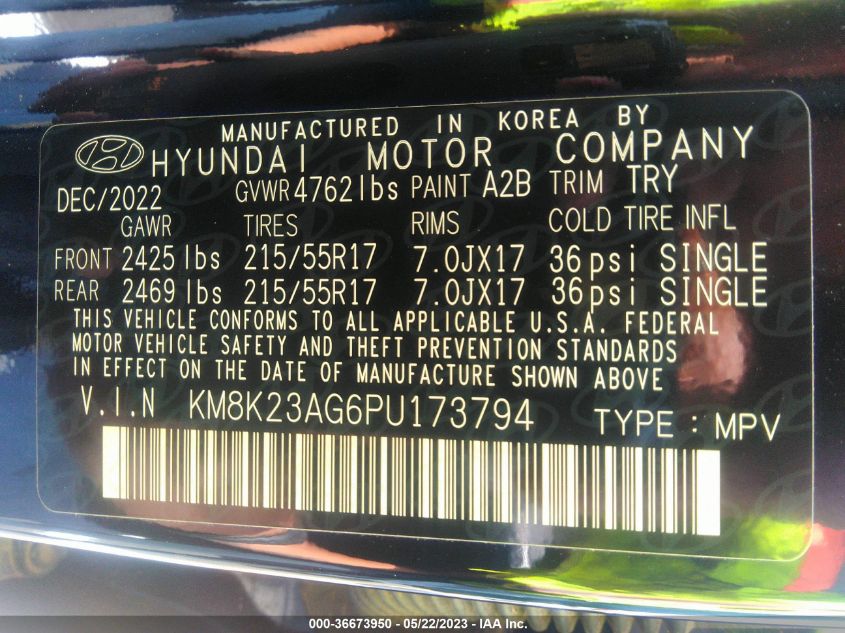 MANUFACTURED IN KOREA BY
HYUNDAI MOTOR COMPANY
DEC/2022 GVWR 4762 lbs PAINT A2B TRIM TRY
GAWR TIRES RIMS COLD TIRE INFL
FRONT 2425 lbs 215/55R17 7.0JX17 36psi SINGLE
REAR 2469 lbs 215/55R17 7.0JX17 36psi SINGLE
THIS VEHICLE CONFORMS TO ALL APPLICABLE U.S.A. FEDERAL
MOTOR VEHICLE SAFETY AND THEFT PREVENTION STANDARDS
IN EFFECT ON THE DATE OF MANUFACTURE SHOWN ABOVE
V.I.N KM8K23AG6PU173794 TYPE : MPV
000-36673950 / 05/22/2023 - IAA Inc.